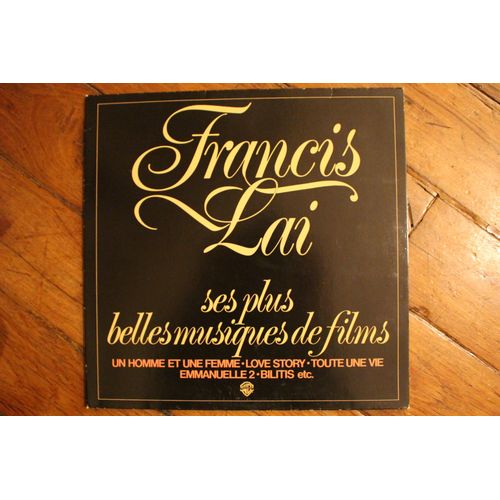 Francis
Lai
ses plus
belles musiques de films
UN HOMME ET UNE FEMME • LOVE STORY • TOUTE UNE VIE
EMMANUELLE 2 • BILITIS etc.